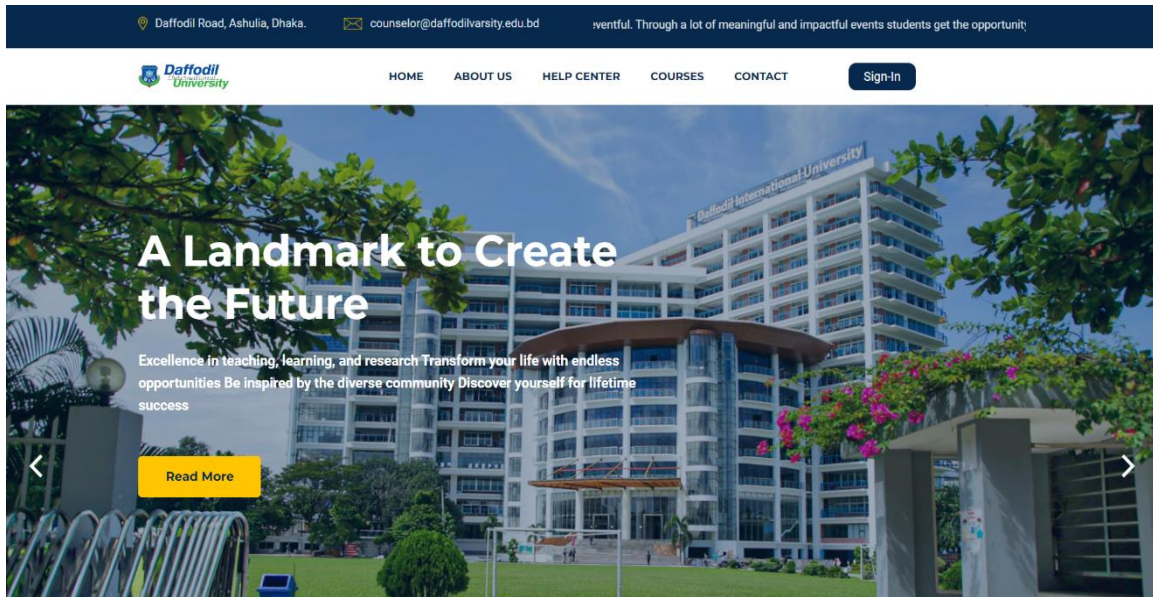 Daffodil Road, Ashulia, Dhaka.
counselor@daffodilvarsity.edu.bd
eventful. Through a lot of meaningful and impactful events students get the opportunity
Daffodil
International
University
HOME
ABOUT US
HELP CENTER
COURSES
CONTACT
Sign-In
Daffodil International University
A Landmark to Create
the Future
Excellence in teaching, learning, and research Transform your life with endless
opportunities Be inspired by the diverse community Discover yourself for lifetime
success
Read More